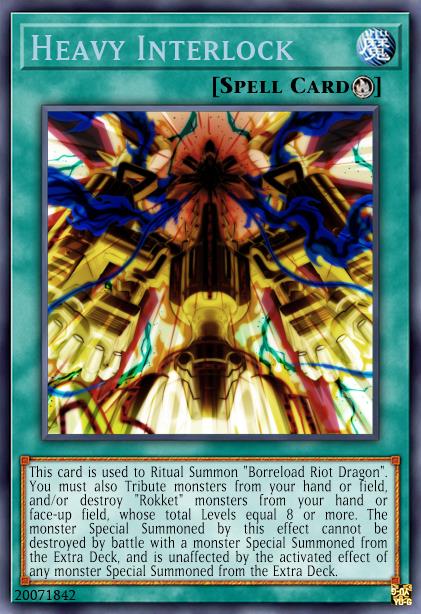 Heavy Interlock
魔
[Spell Card]
This card is used to Ritual Summon "Borreload Riot Dragon".
You must also Tribute monsters from your hand or field,
and/or destroy "Rokket" monsters from your hand or
face-up field, whose total Levels equal 8 or more. The
monster Special Summoned by this effect cannot be
destroyed by battle with a monster Special Summoned from
the Extra Deck, and is unaffected by the activated effect of
any monster Special Summoned from the Extra Deck.
20071842